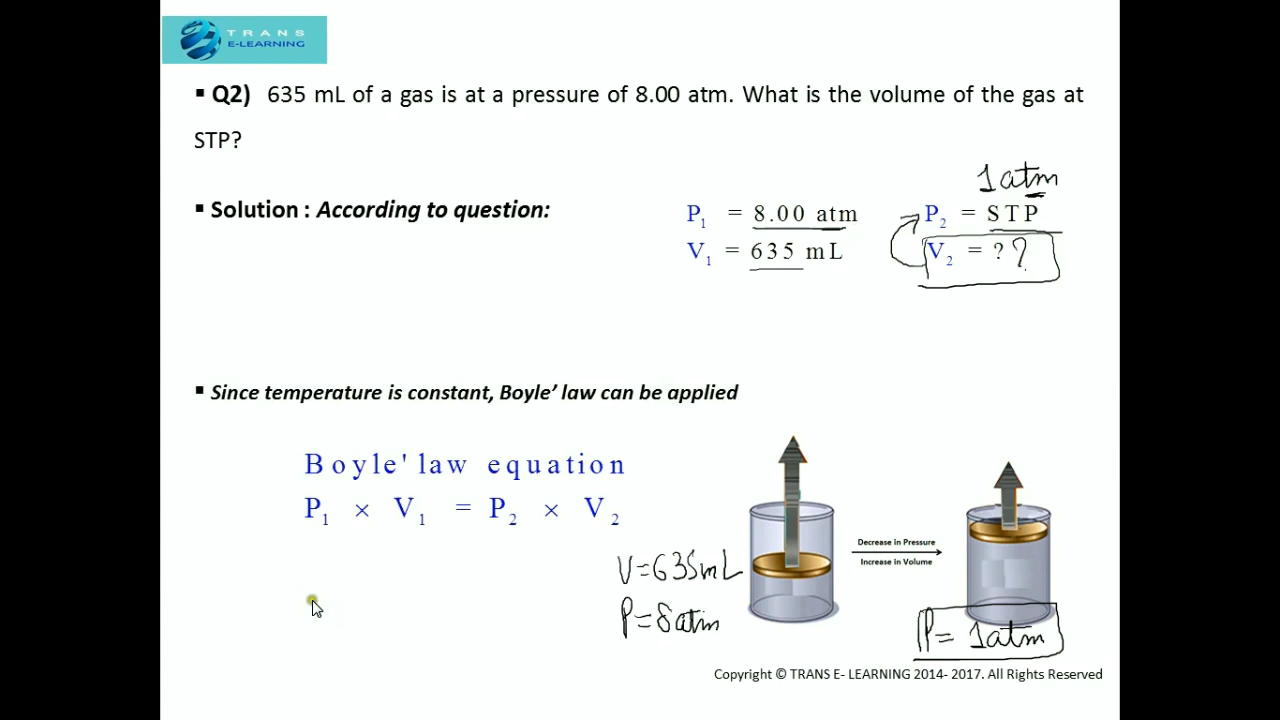 TRANS
E-LEARNING
▪ Q2) 635 mL of a gas is at a pressure of 8.00 atm. What is the volume of the gas at
STP?
1atm
▪ Solution : According to question:
P1 = 8.00 atm
P2 = STP
V1 = 635 mL
V2 = ? ?
▪ Since temperature is constant, Boyle’ law can be applied
Boyle' law equation
P1 × V1 = P2 × V2
Decrease in Pressure
Increase in Volume
V=635mL
P=8atm
P= 1atm
Copyright © TRANS E- LEARNING 2014- 2017. All Rights Reserved